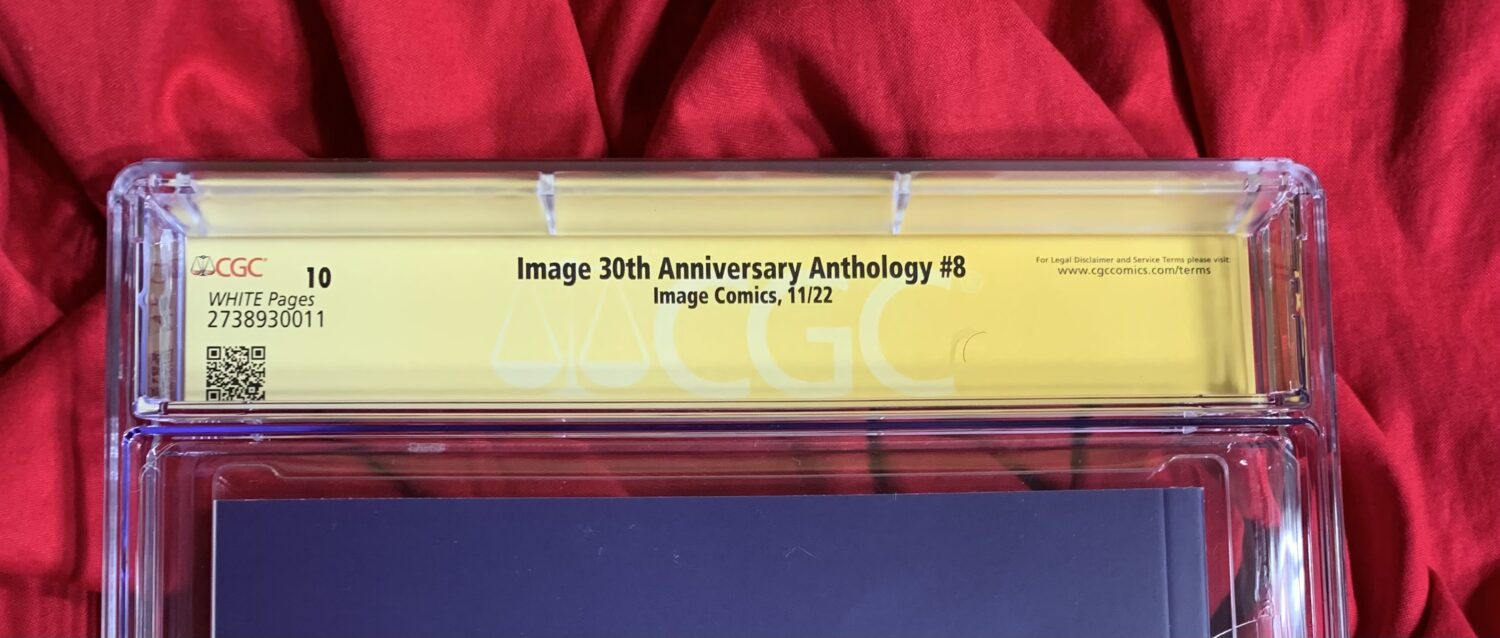 CGC
10
WHITE Pages
2738930011
Image 30th Anniversary Anthology #8
Image Comics, 11/22
For Legal Disclaimer and Service Terms please visit:
www.cgccomics.com/terms
CGC